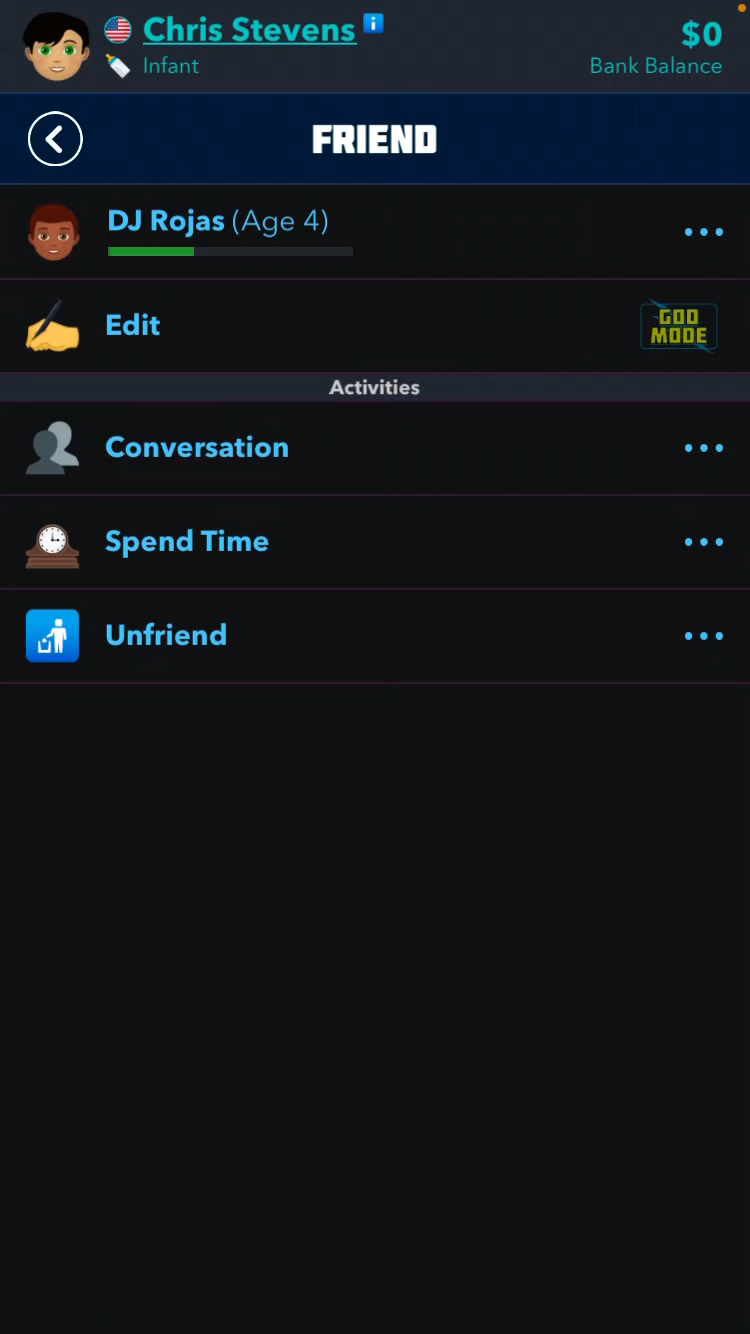 Chris Stevens
$0
Infant
Bank Balance
FRIEND
DJ Rojas (Age 4)
Edit
GOD
MODE
Activities
Conversation
Spend Time
Unfriend